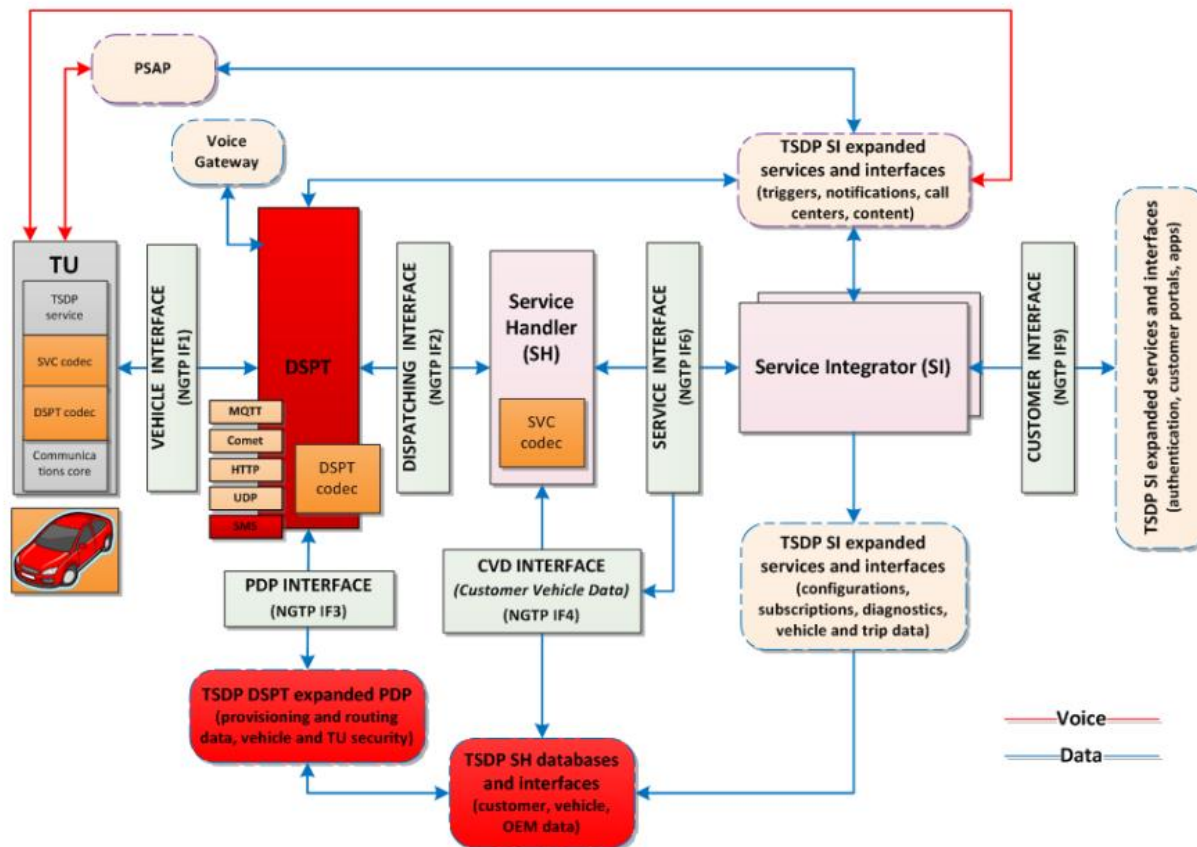 PSAP
Voice
Gateway
TSDP SI expanded
services and interfaces
(triggers, notifications, call
centers, content)
TU
TSDP
service
SVC codec
DSPT codec
Communica
tions core
VEHICLE INTERFACE
(NGTP IF1)
DSPT
MQTT
Comet
HTTP
UDP
SMS
DSPT
codec
DISPATCHING INTERFACE
(NGTP IF2)
Service
Handler
(SH)
SVC
codec
SERVICE INTERFACE
(NGTP IF6)
Service Integrator (SI)
CUSTOMER INTERFACE
(NGTP IF9)
TSDP SI expanded services and interfaces
(authentication, customer portals, apps)
PDP INTERFACE
(NGTP IF3)
CVD INTERFACE
(Customer Vehicle Data)
(NGTP IF4)
TSDP SI expanded
services and interfaces
(configurations,
subscriptions, diagnostics,
vehicle and trip data)
TSDP DSPT expanded PDP
(provisioning and routing
data, vehicle and TU security)
TSDP SH databases
and interfaces
(customer, vehicle,
OEM data)
Voice
Data